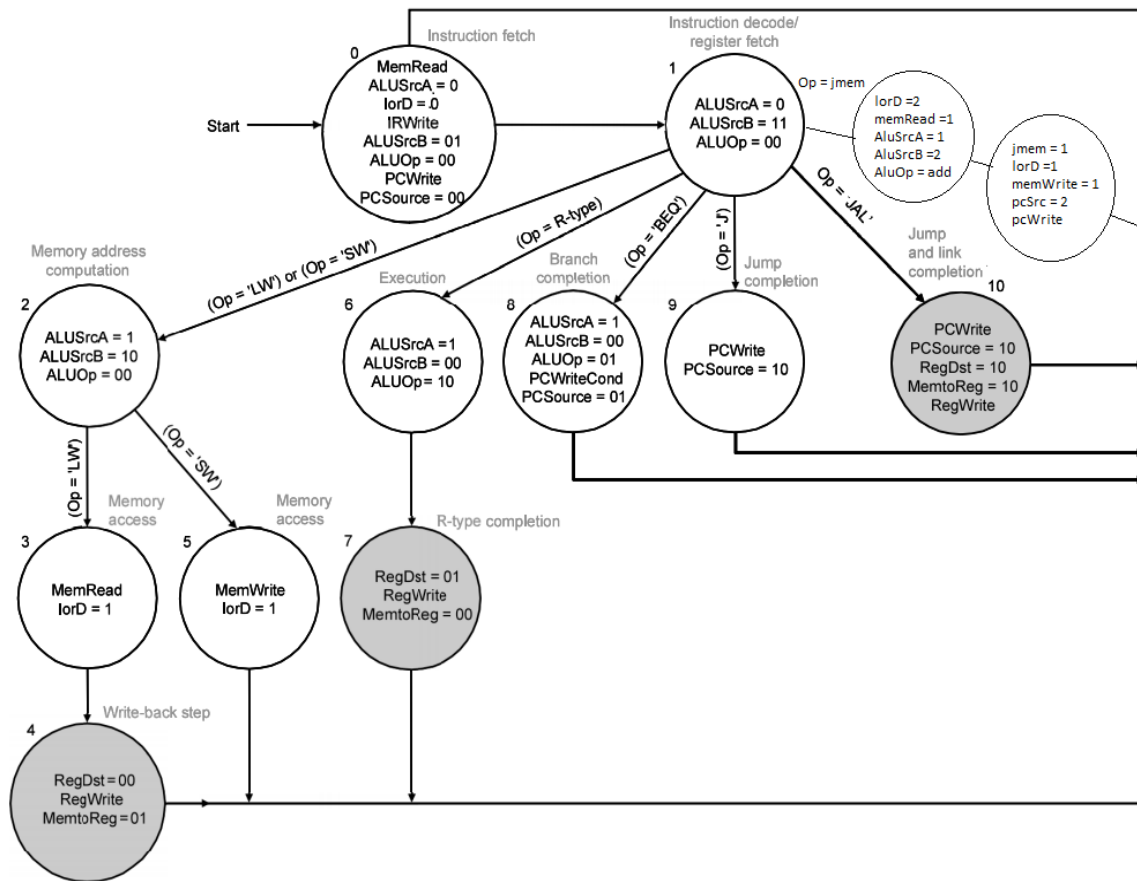 Instruction fetch
0
MemRead
ALUSrcA = 0
IorD = 0
IRWrite
ALUSrcB = 01
ALUOp = 00
PCWrite
PCSource = 00
Start
Instruction decode/
register fetch
1
ALUSrcA = 0
ALUSrcB = 11
ALUOp = 00
Op = jmem
IorD =2
memRead =1
AluSrcA = 1
AluSrcB =2
AluOp = add
jmem = 1
IorD =1
memWrite = 1
pcSrc = 2
pcWrite
(Op = 'LW') or (Op = 'SW')
(Op = R-type)
(Op = 'BEQ')
(Op = 'J')
Op = 'JAL'
Memory address
computation
2
ALUSrcA = 1
ALUSrcB = 10
ALUOp = 00
Execution
6
ALUSrcA =1
ALUSrcB = 00
ALUOp= 10
Branch
completion
8
ALUSrcA = 1
ALUSrcB = 00
ALUOp = 01
PCWriteCond
PCSource = 01
Jump
completion
9
PCWrite
PCSource = 10
Jump
and link
completion
10
PCWrite
PCSource = 10
RegDst = 10
MemtoReg = 10
RegWrite
(Op = 'LW')
(Op = 'SW')
Memory
access
3
MemRead
IorD = 1
Memory
access
5
MemWrite
IorD = 1
R-type completion
7
RegDst = 01
RegWrite
MemtoReg = 00
Write-back step
4
RegDst = 00
RegWrite
MemtoReg = 01